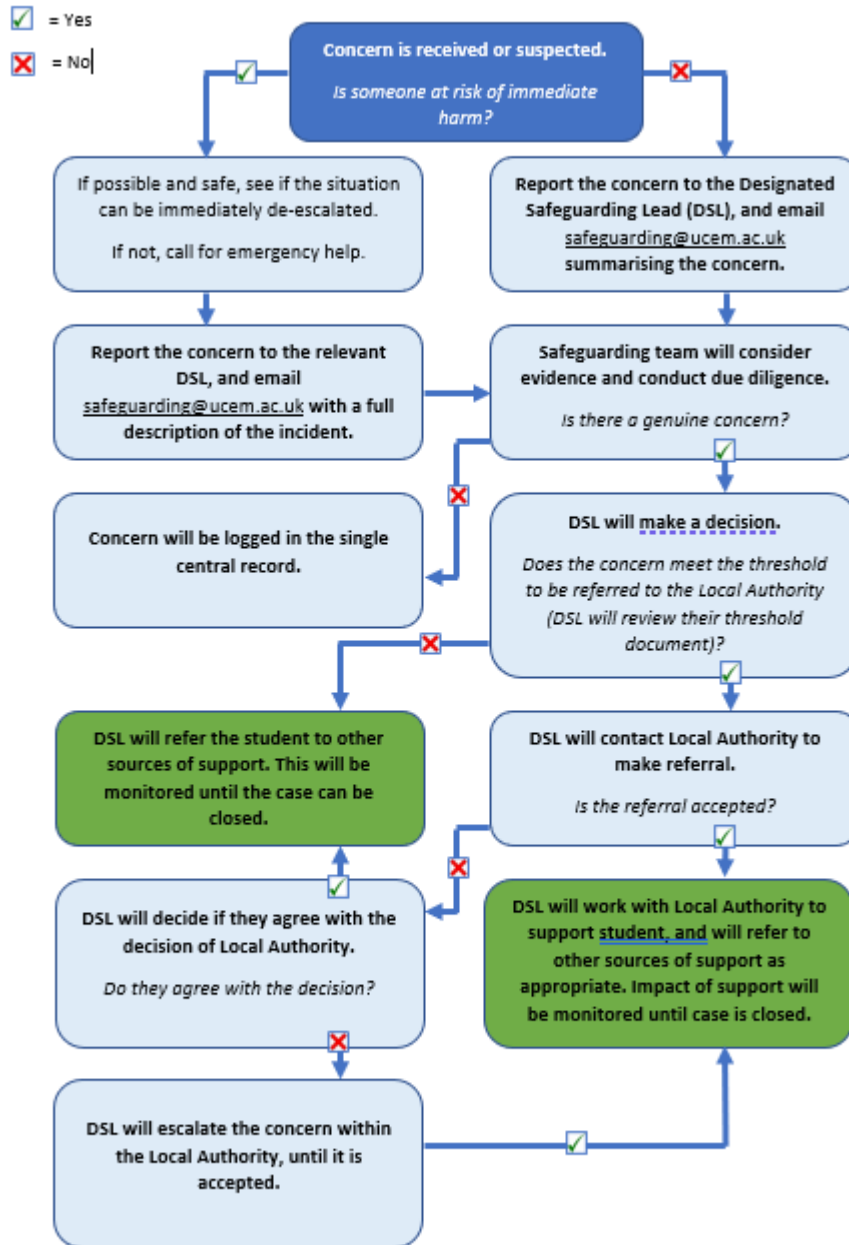 = Yes
= No
Concern is received or suspected.
Is someone at risk of immediate
harm?
If possible and safe, see if the situation
can be immediately de-escalated.
If not, call for emergency help.
Report the concern to the Designated
Safeguarding Lead (DSL), and email
safeguarding@ucem.ac.uk
summarising the concern.
Report the concern to the relevant
DSL, and email
safeguarding@ucem.ac.uk with a full
description of the incident.
Safeguarding team will consider
evidence and conduct due diligence.
Is there a genuine concern?
Concern will be logged in the single
central record.
DSL will make a decision.
Does the concern meet the threshold
to be referred to the Local Authority
(DSL will review their threshold
document)?
DSL will refer the student to other
sources of support. This will be
monitored until the case can be
closed.
DSL will contact Local Authority to
make referral.
Is the referral accepted?
DSL will decide if they agree with the
decision of Local Authority.
Do they agree with the decision?
DSL will work with Local Authority to
support student, and will refer to
other sources of support as
appropriate. Impact of support will
be monitored until case is closed.
DSL will escalate the concern within
the Local Authority, until it is
accepted.